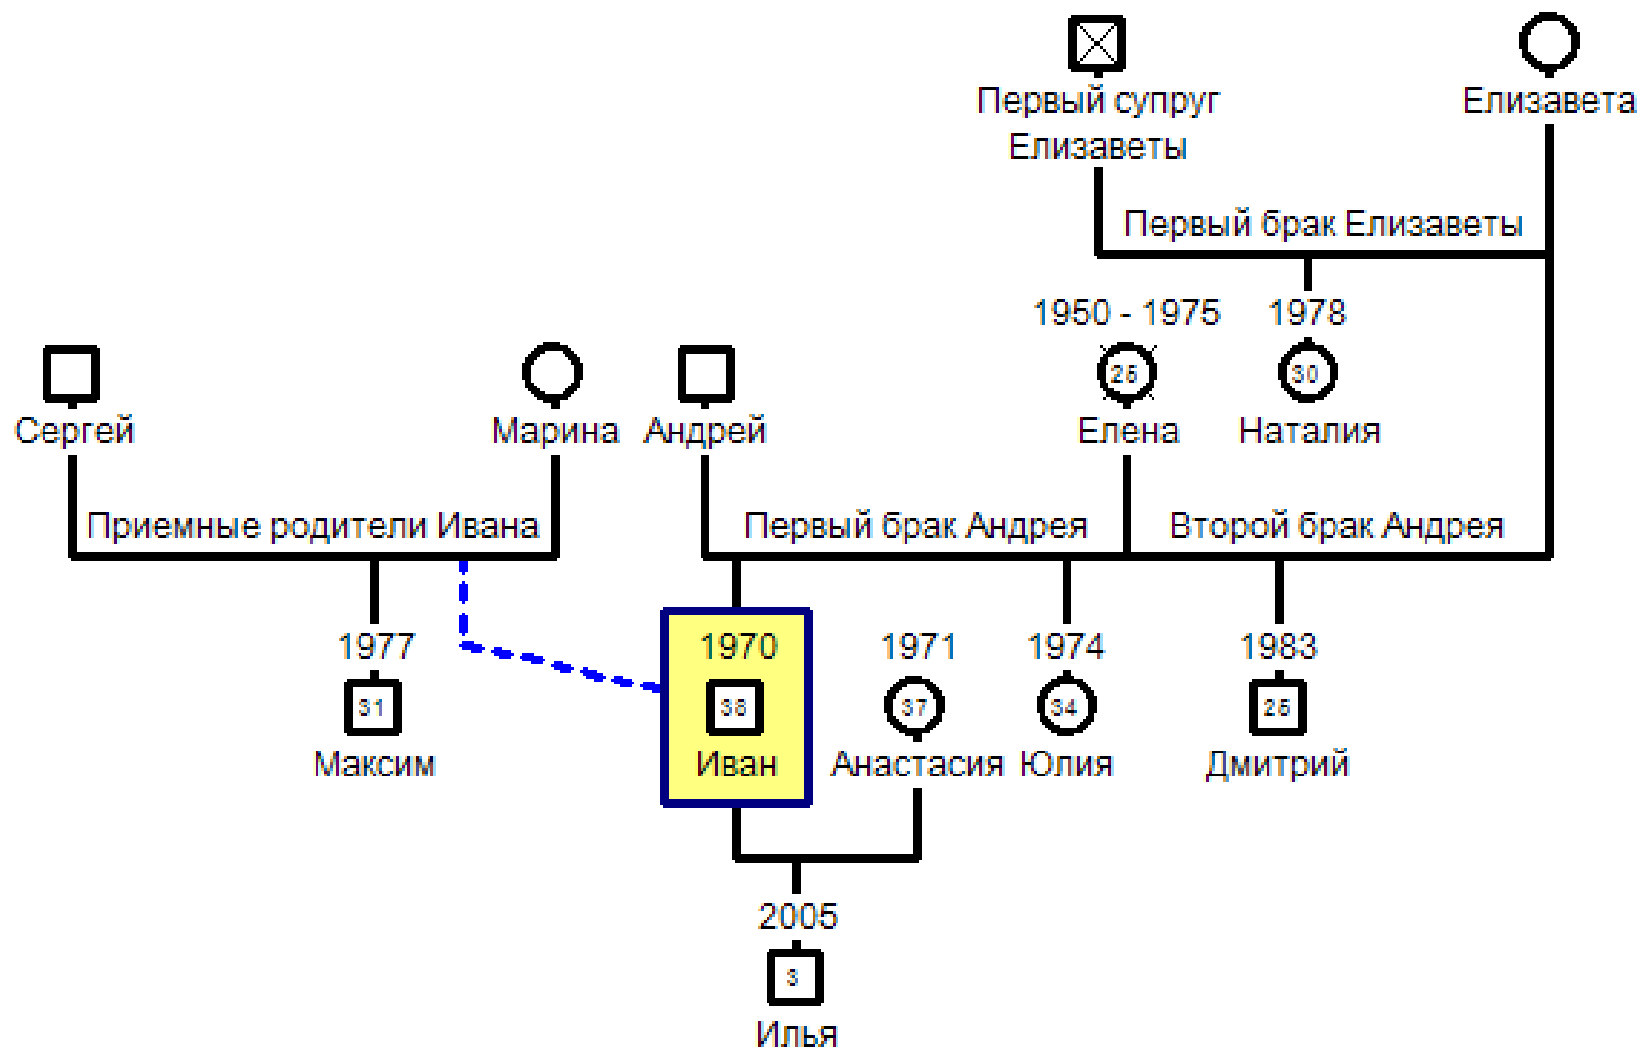 Первый супруг
Елизаветы
Елизавета
Первый брак Елизаветы
1950 - 1975
1978
25
30
Сергей
Марина
Андрей
Елена
Наталия
Приемные родители Ивана
Первый брак Андрея
Второй брак Андрея
1977
1970
1971
1974
1983
31
38
37
34
25
Максим
Иван
Анастасия
Юлия
Дмитрий
2005
3
Илья